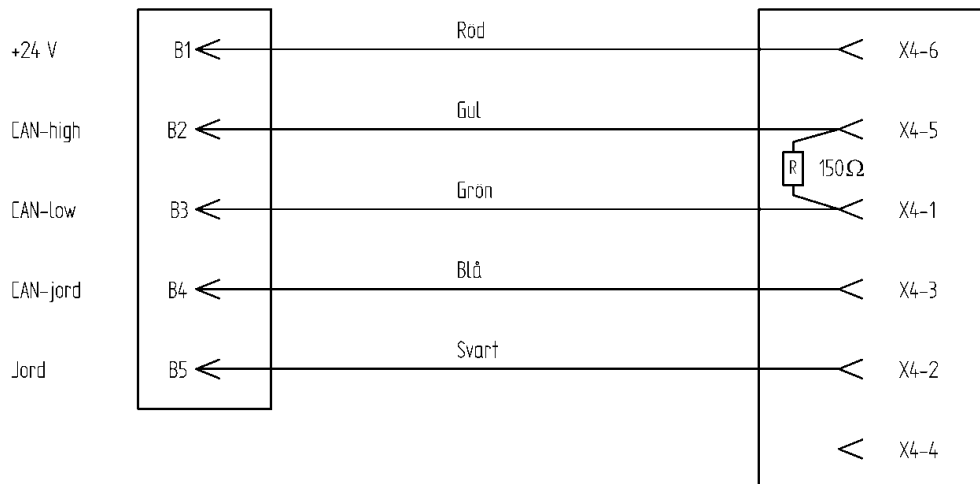 +24 V B1 Röd X4-6
CAN-high B2 Gul X4-5
R 150Ω
CAN-low B3 Grön X4-1
CAN-jord B4 Blå X4-3
Jord B5 Svart X4-2
X4-4